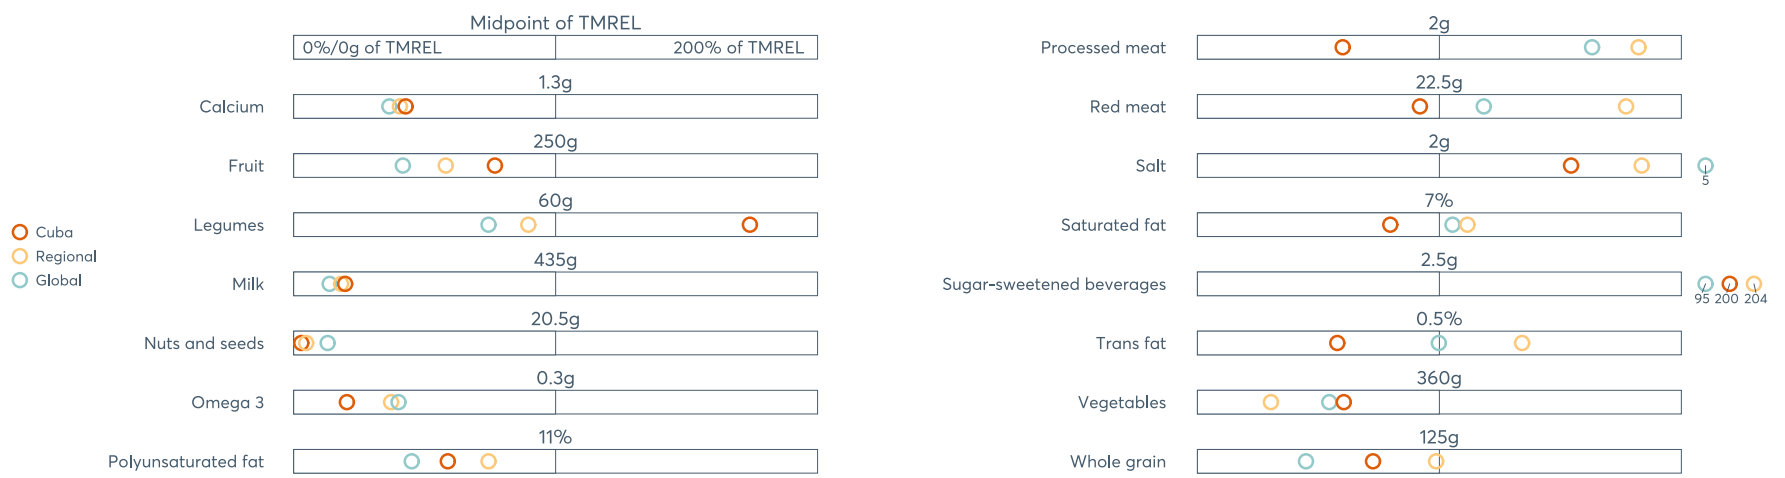 Midpoint of TMREL
0%/0g of TMREL 200% of TMREL
1.3g
Calcium
250g
Fruit
60g
Legumes
435g
Milk
20.5g
Nuts and seeds
0.3g
Omega 3
11%
Polyunsaturated fat
Cuba
Regional
Global
2g
Processed meat
22.5g
Red meat
2g
Salt
5
7%
Saturated fat
2.5g
Sugar-sweetened beverages
95 200 204
0.5%
Trans fat
360g
Vegetables
125g
Whole grain